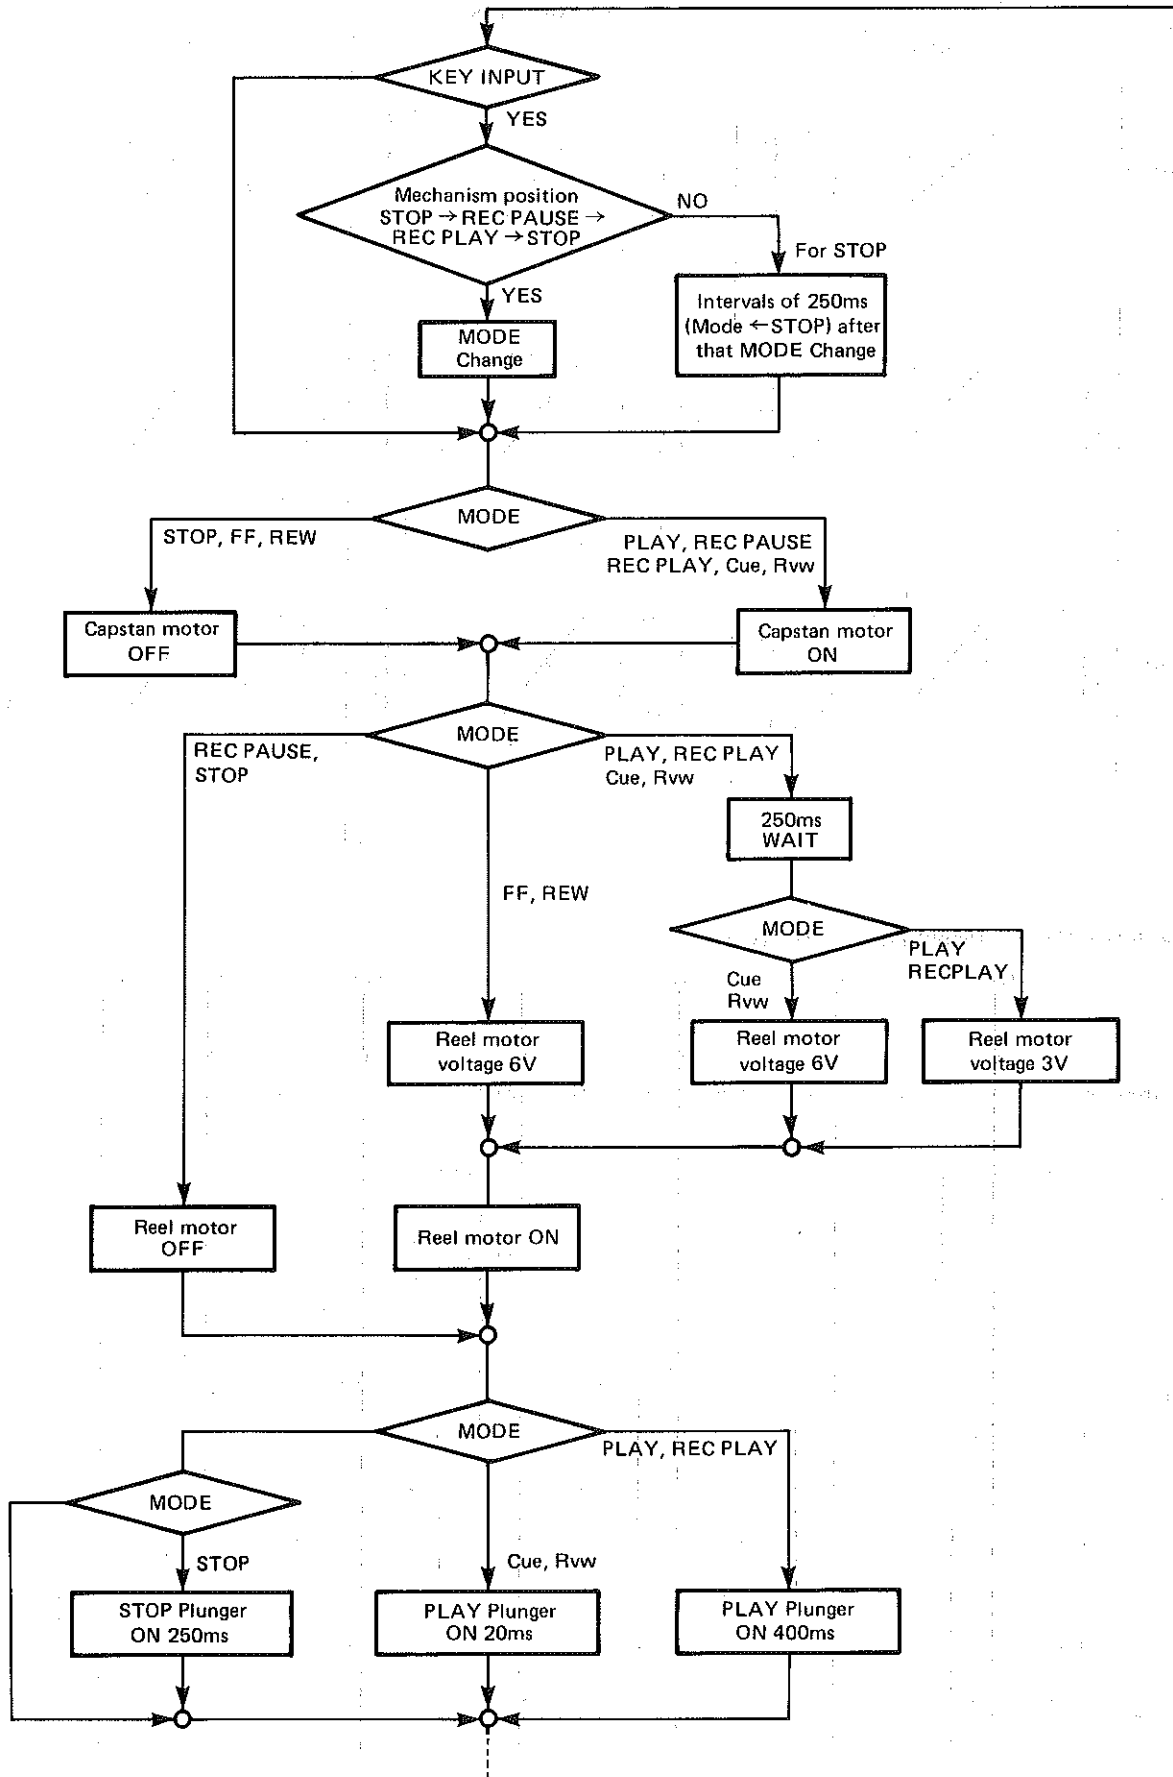 KEY INPUT
YES
Mechanism position
STOP → REC PAUSE →
REC PLAY → STOP
NO
For STOP
YES
MODE
Change
Intervals of 250ms
(Mode ← STOP) after
that MODE Change
MODE
STOP, FF, REW
PLAY, REC PAUSE
REC PLAY, Cue, Rvw
Capstan motor
OFF
Capstan motor
ON
MODE
REC PAUSE,
STOP
PLAY, REC PLAY
Cue, Rvw
250ms
WAIT
FF, REW
MODE
PLAY
RECPLAY
Cue
Rvw
Reel motor
voltage 6V
Reel motor
voltage 6V
Reel motor
voltage 3V
Reel motor
OFF
Reel motor ON
MODE
PLAY, REC PLAY
MODE
STOP
Cue, Rvw
STOP Plunger
ON 250ms
PLAY Plunger
ON 20ms
PLAY Plunger
ON 400ms